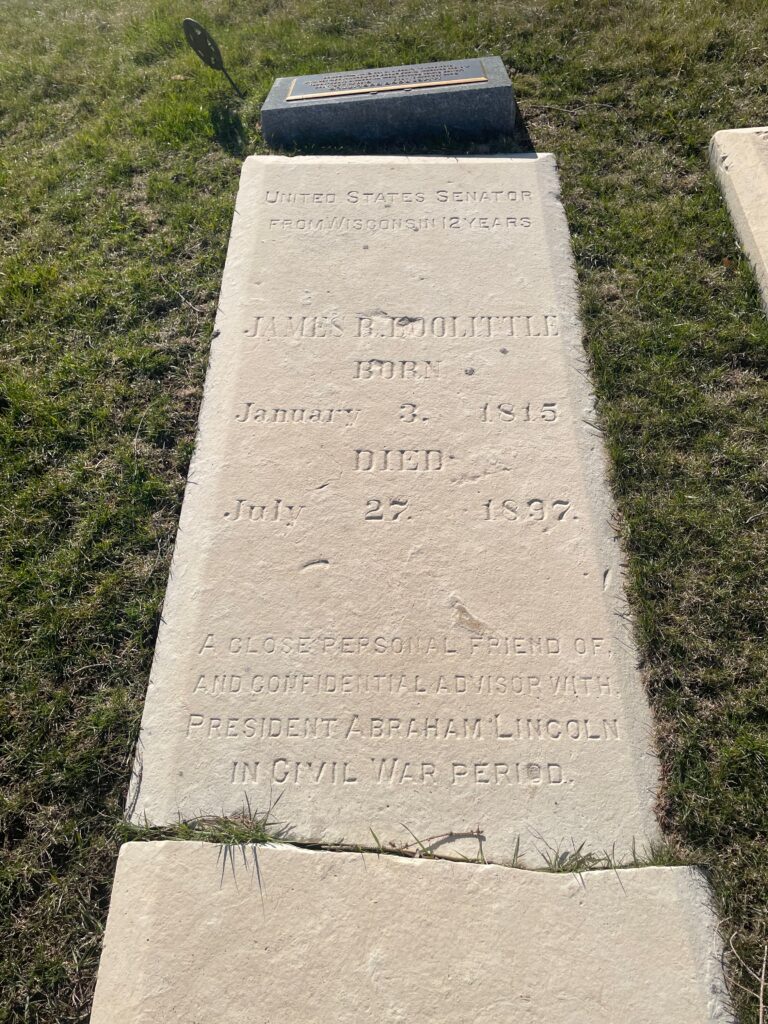 UNITED STATES SENATOR
FROM WISCONSIN 12 YEARS
JAMES R. DOOLITTLE
BORN
January 3. 1815
DIED
July 27. 1897.
A CLOSE PERSONAL FRIEND OF,
AND CONFIDENTIAL ADVISOR WITH,
PRESIDENT ABRAHAM LINCOLN
IN CIVIL WAR PERIOD.